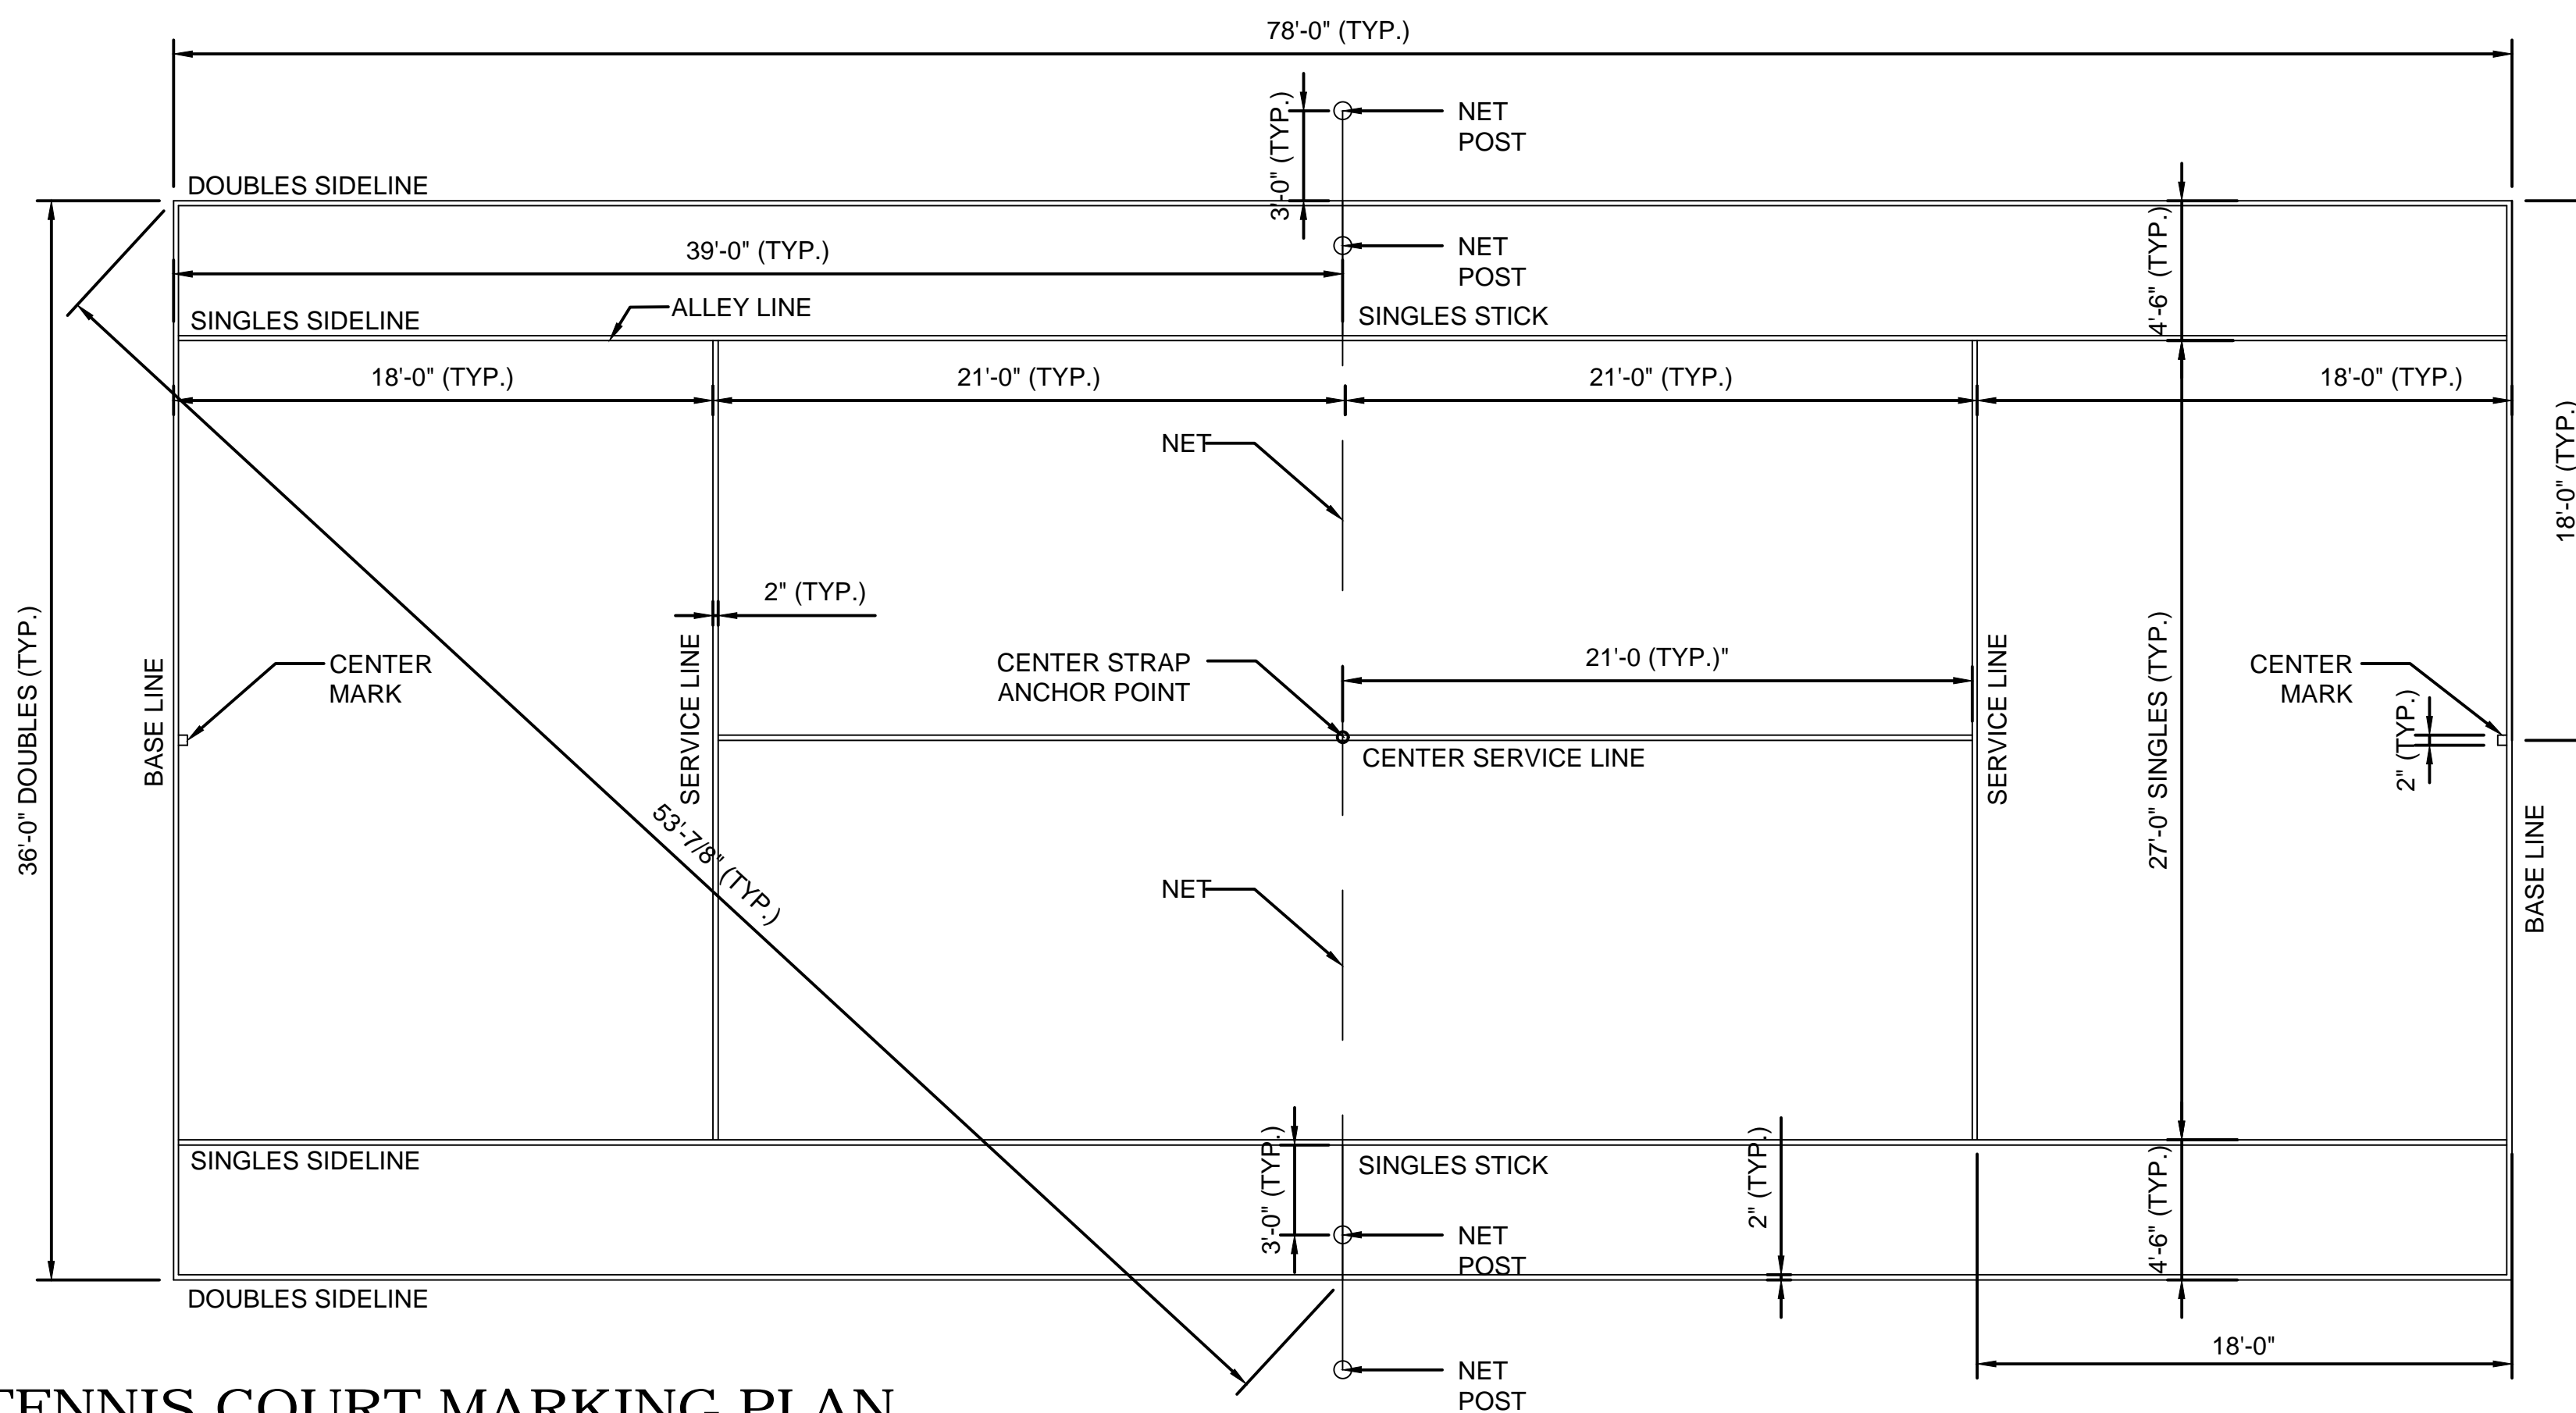 78'-0" (TYP.)
3'-0" (TYP.)
NET
POST
DOUBLES SIDELINE
39'-0" (TYP.)
NET
POST
4'-6" (TYP.)
ALLEY LINE
SINGLES SIDELINE
SINGLES STICK
18'-0" (TYP.)
21'-0" (TYP.)
21'-0" (TYP.)
18'-0" (TYP.)
18'-0" (TYP.)
NET
2" (TYP.)
36'-0" DOUBLES (TYP.)
BASE LINE
CENTER
MARK
SERVICE LINE
CENTER STRAP
ANCHOR POINT
21'-0 (TYP.)"
SERVICE LINE
27'-0" SINGLES (TYP.)
CENTER
MARK
2" (TYP.)
CENTER SERVICE LINE
BASE LINE
53'-7/8" (TYP.)
NET
SINGLES SIDELINE
3'-0" (TYP.)
SINGLES STICK
2" (TYP.)
4'-6" (TYP.)
NET
POST
DOUBLES SIDELINE
18'-0"
NET
POST
TENNIS COURT MARKING PLAN